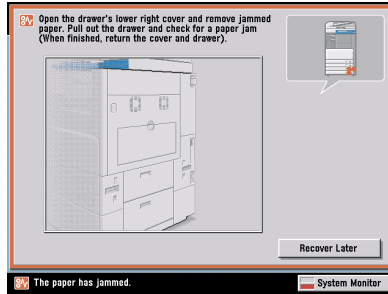 Open the drawer's lower right cover and remove jammed
paper. Pull out the drawer and check for a paper jam
(When finished, return the cover and drawer).
Recover Later
The paper has jammed.
System Monitor